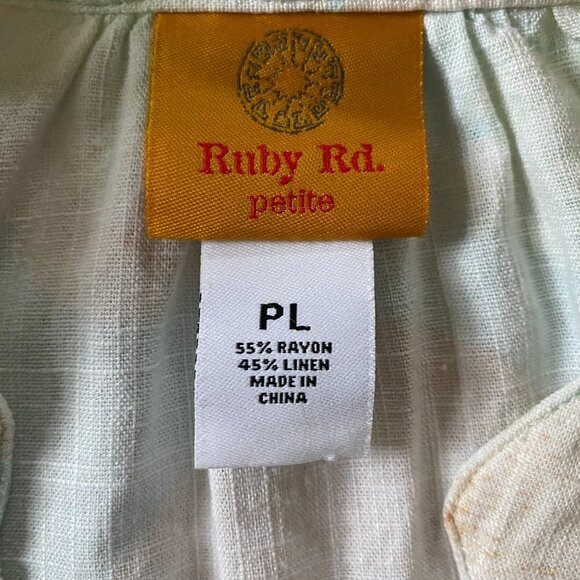 Ruby Rd.
petite
PL
55% RAYON
45% LINEN
MADE IN
CHINA